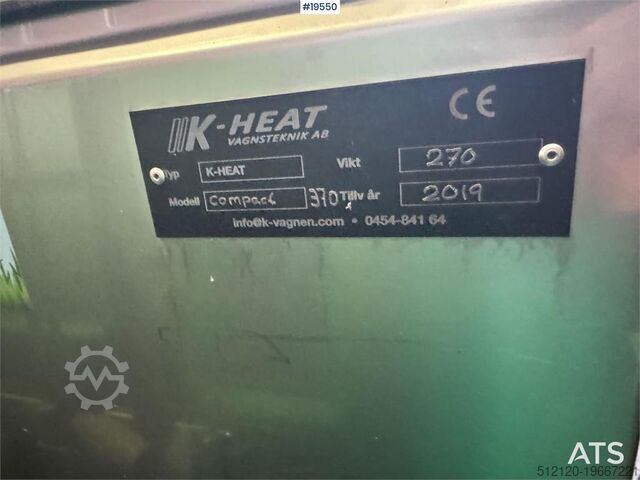 #19550
K-HEAT
VAGNSTEKNIK AB
CE
Typ K-HEAT Vikt 270
Modell Compact 370 Tillv år 2019
info@k-vagnen.com • 0454-841 64
ATS
512120-19667221